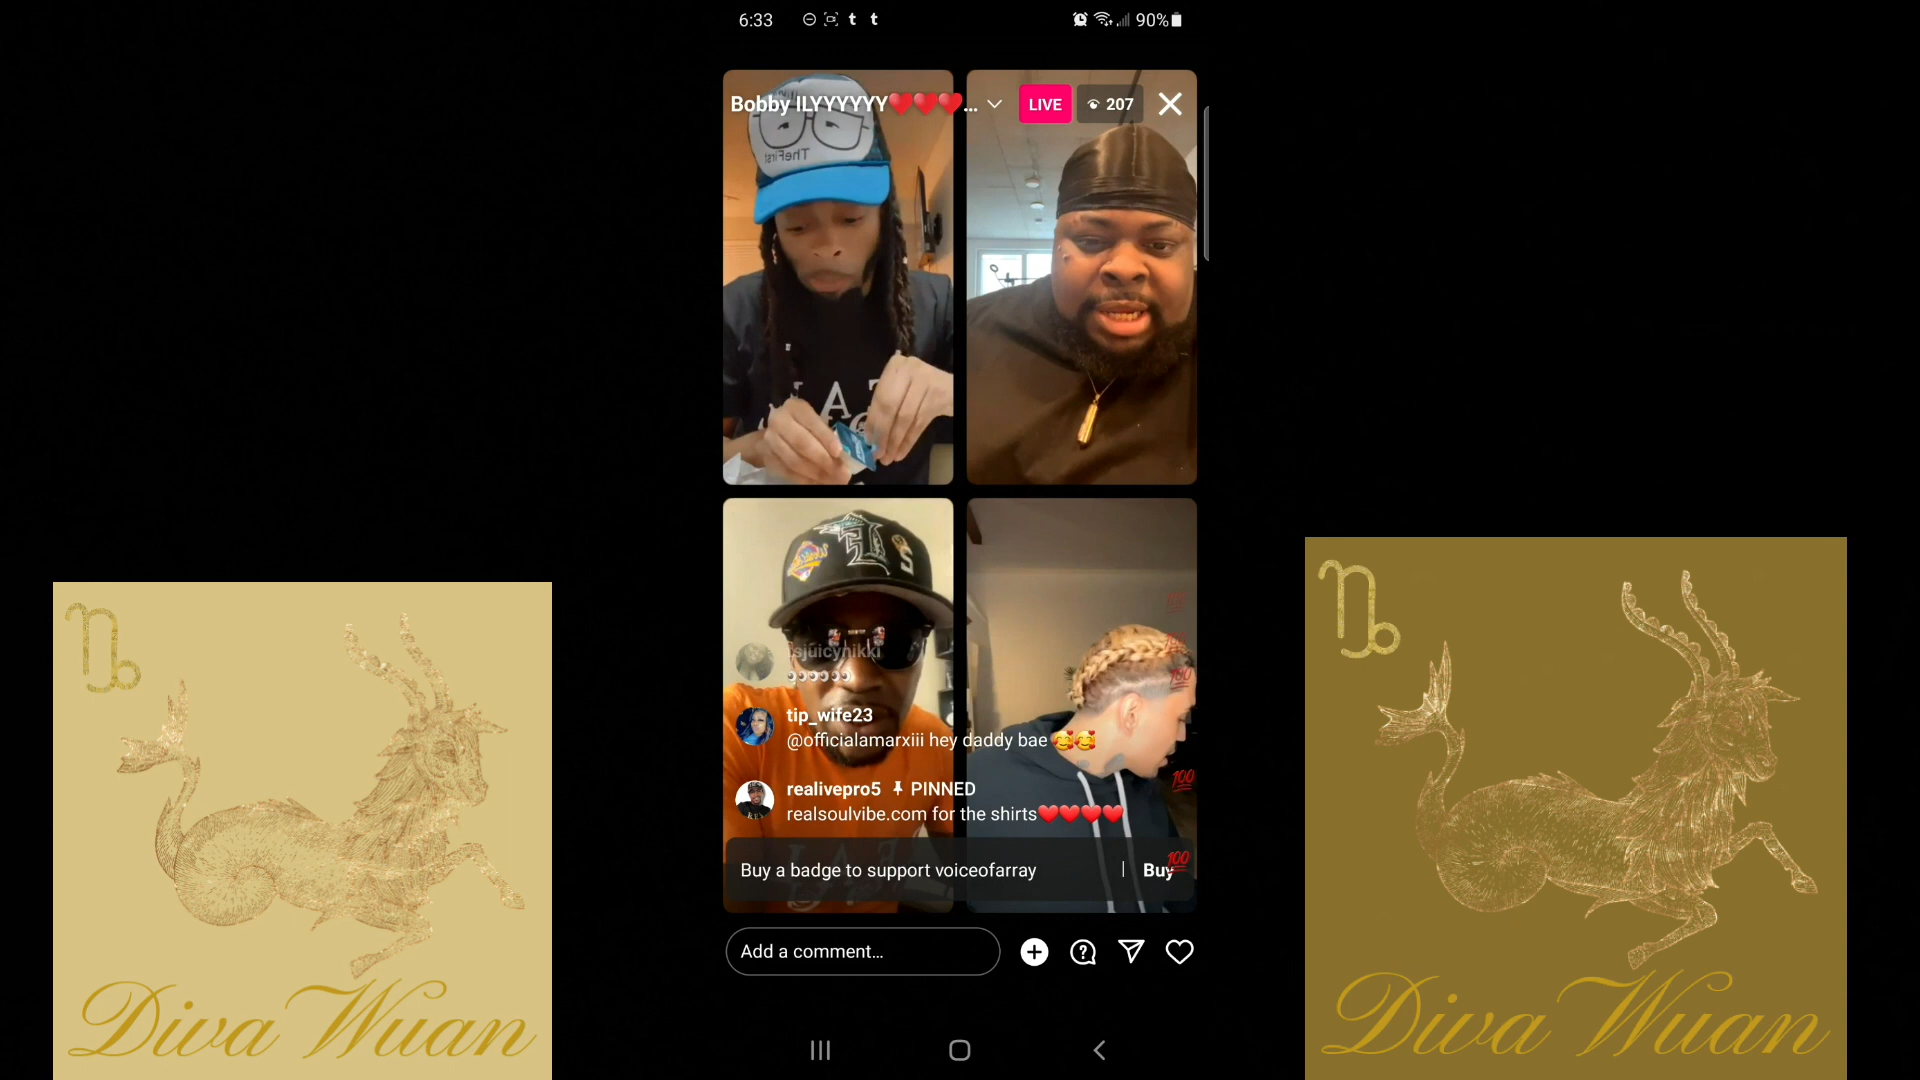 6:33
90%
Bobby ILYYYYYY❤️❤️❤️...
LIVE
207
TheFirst
sjuicynikki
👀👀👀
tip_wife23
@officialamarxiii hey daddy bae 🥰🥰
realivepro5 📌 PINNED
realsoulvibe.com for the shirts❤️❤️❤️❤️
Buy a badge to support voiceofarray
Buy
Add a comment...
Diva Wuan
Diva Wuan